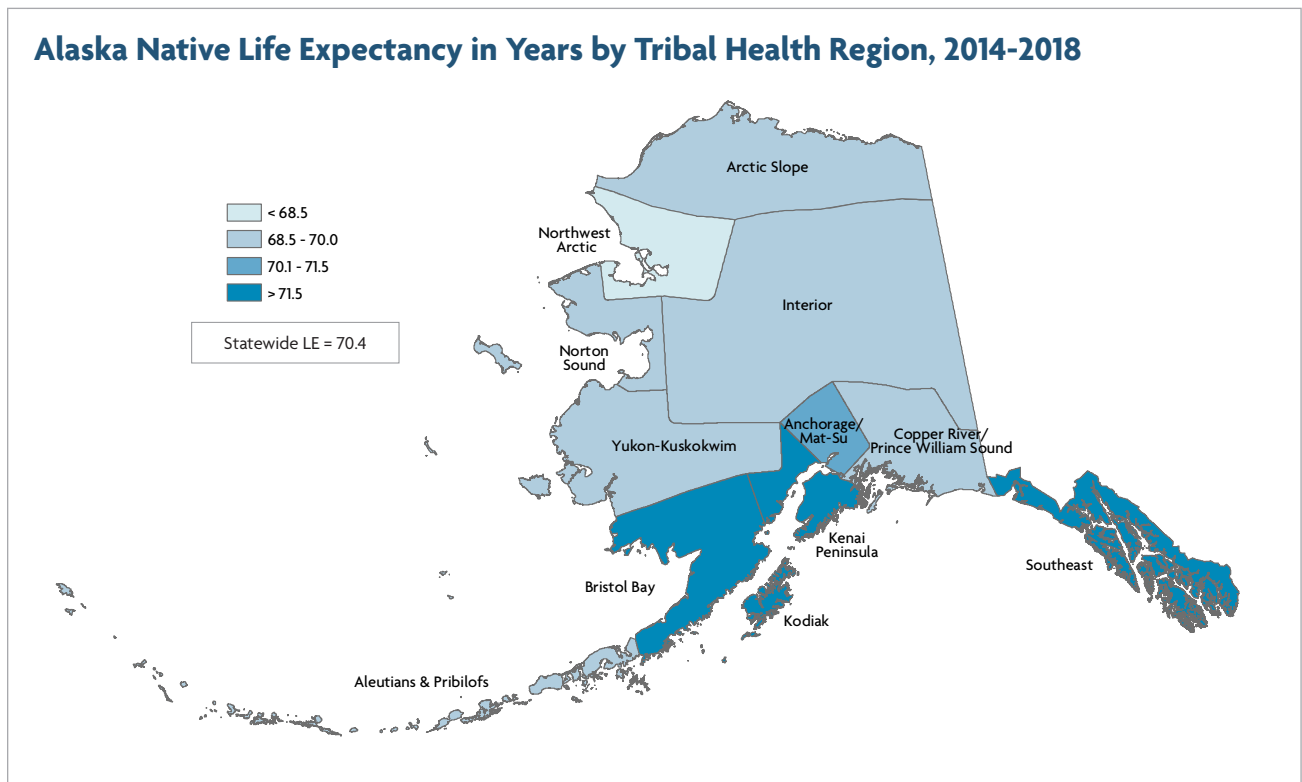 Alaska Native Life Expectancy in Years by Tribal Health Region, 2014-2018
Arctic Slope
< 68.5
68.5 - 70.0
70.1 - 71.5
> 71.5
Statewide LE = 70.4
Northwest
Arctic
Interior
Norton
Sound
Anchorage/
Mat-Su
Copper River/
Prince William Sound
Yukon-Kuskokwim
Kenai
Peninsula
Southeast
Bristol Bay
Kodiak
Aleutians & Pribilofs